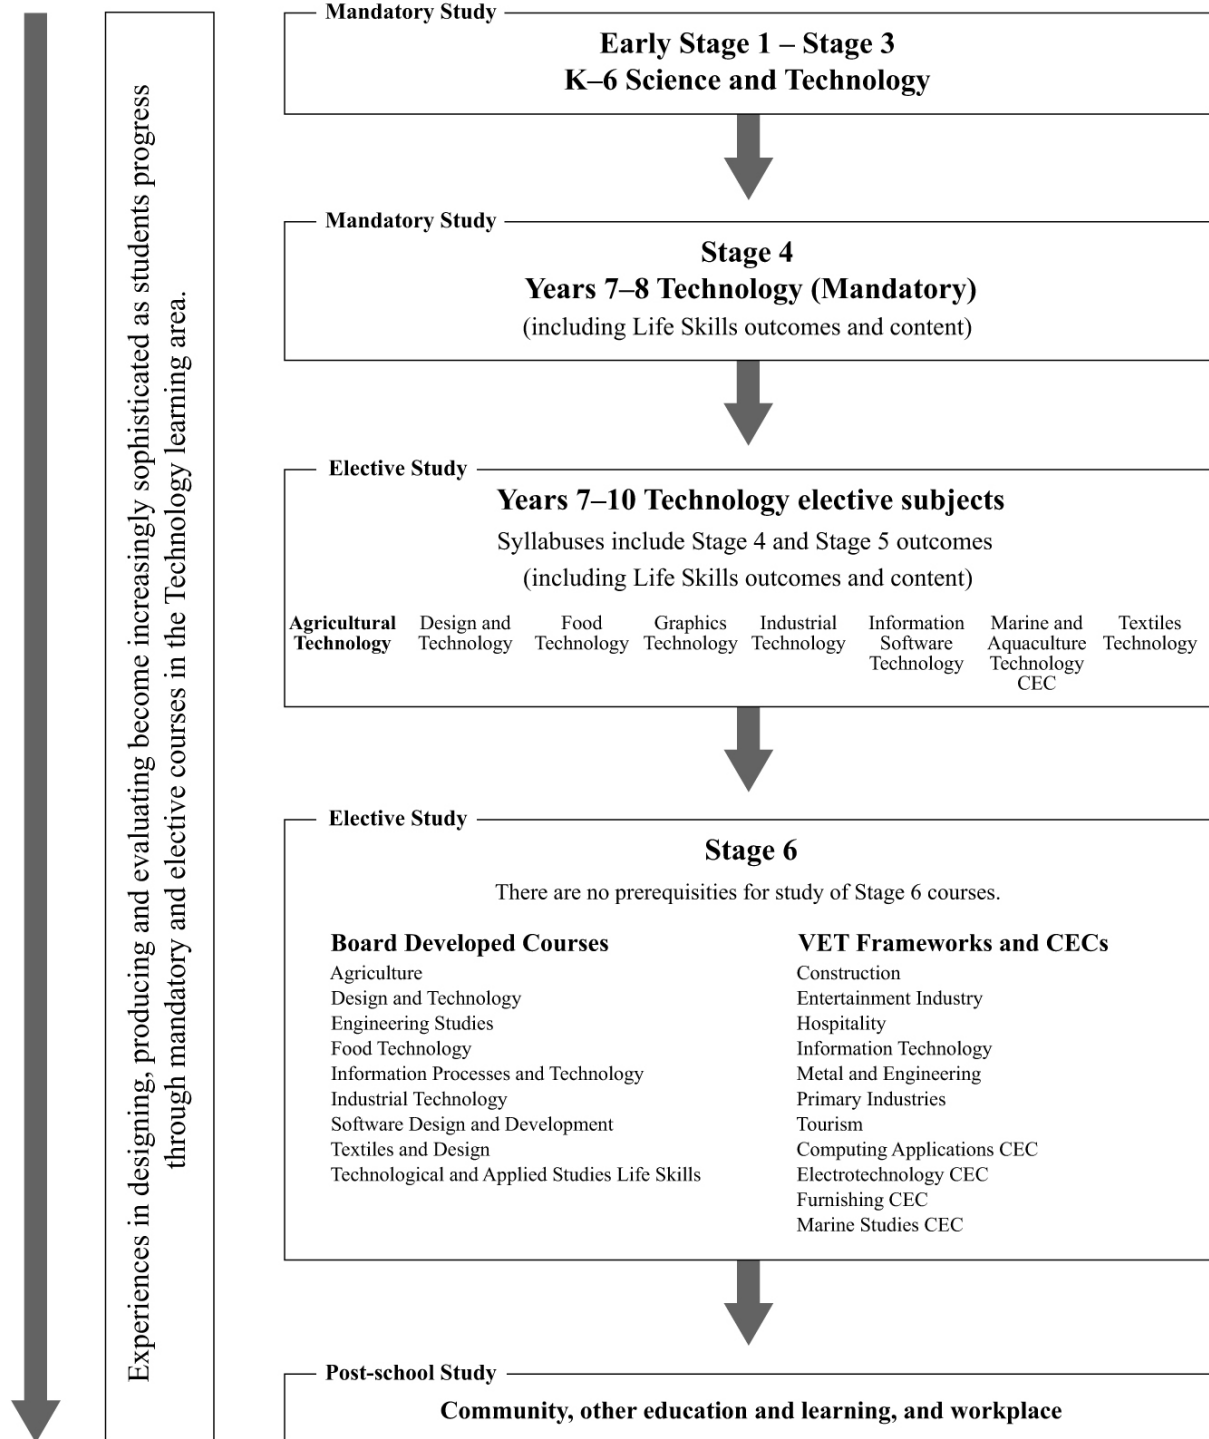 Experiences in designing, producing and evaluating become increasingly sophisticated as students progress
through mandatory and elective courses in the Technology learning area.
Mandatory Study
Early Stage 1 – Stage 3
K–6 Science and Technology
Mandatory Study
Stage 4
Years 7–8 Technology (Mandatory)
(including Life Skills outcomes and content)
Elective Study
Years 7–10 Technology elective subjects
Syllabuses include Stage 4 and Stage 5 outcomes
(including Life Skills outcomes and content)
Agricultural
Technology
Design and
Technology
Food
Technology
Graphics
Technology
Industrial
Technology
Information
Software
Technology
Marine and
Aquaculture
Technology
CEC
Textiles
Technology
Elective Study
Stage 6
There are no prerequisities for study of Stage 6 courses.
Board Developed Courses
Agriculture
Design and Technology
Engineering Studies
Food Technology
Information Processes and Technology
Industrial Technology
Software Design and Development
Textiles and Design
Technological and Applied Studies Life Skills
VET Frameworks and CECs
Construction
Entertainment Industry
Hospitality
Information Technology
Metal and Engineering
Primary Industries
Tourism
Computing Applications CEC
Electrotechnology CEC
Furnishing CEC
Marine Studies CEC
Post-school Study
Community, other education and learning, and workplace